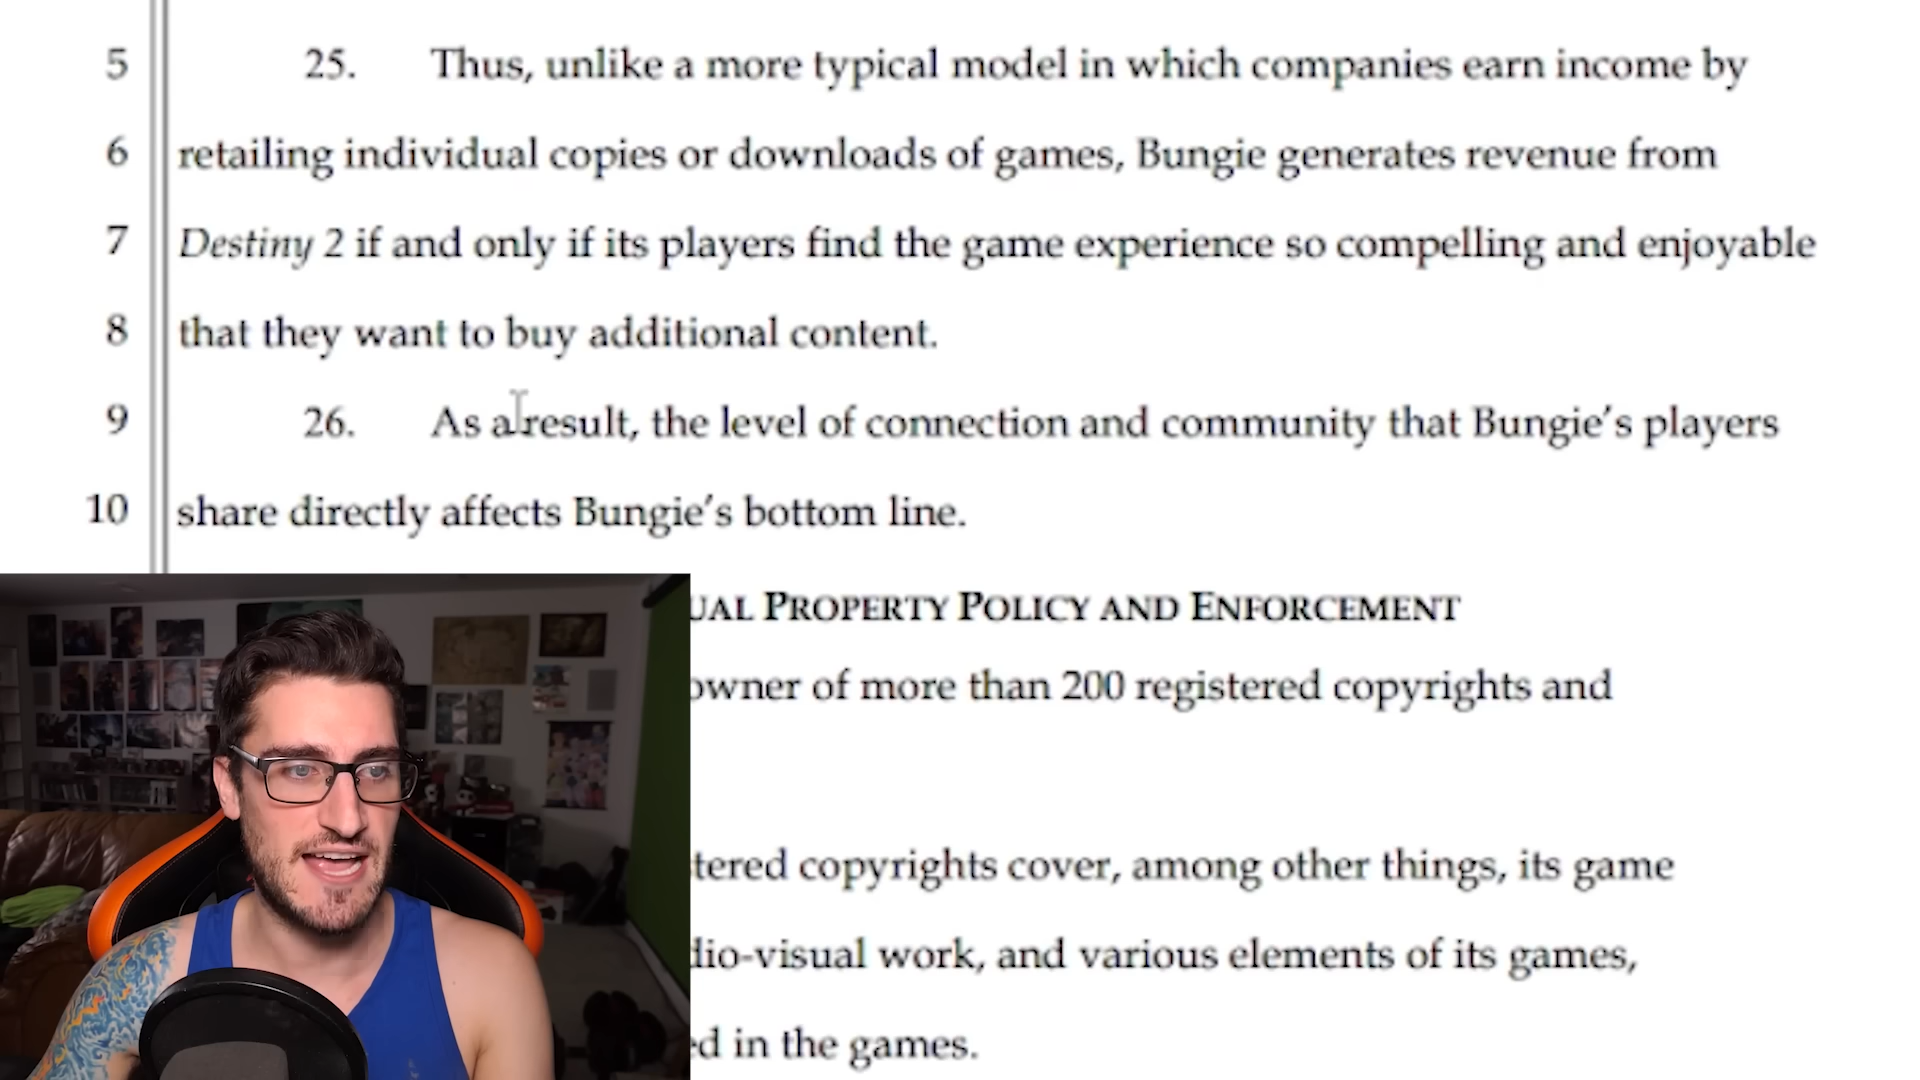 5 25. Thus, unlike a more typical model in which companies earn income by
6 retailing individual copies or downloads of games, Bungie generates revenue from
7 Destiny 2 if and only if its players find the game experience so compelling and enjoyable
8 that they want to buy additional content.
9 26. As a result, the level of connection and community that Bungie’s players
10 share directly affects Bungie’s bottom line.
PROPERTY POLICY AND ENFORCEMENT
owner of more than 200 registered copyrights and
copyrights cover, among other things, its game
work, and various elements of its games,
in the games.